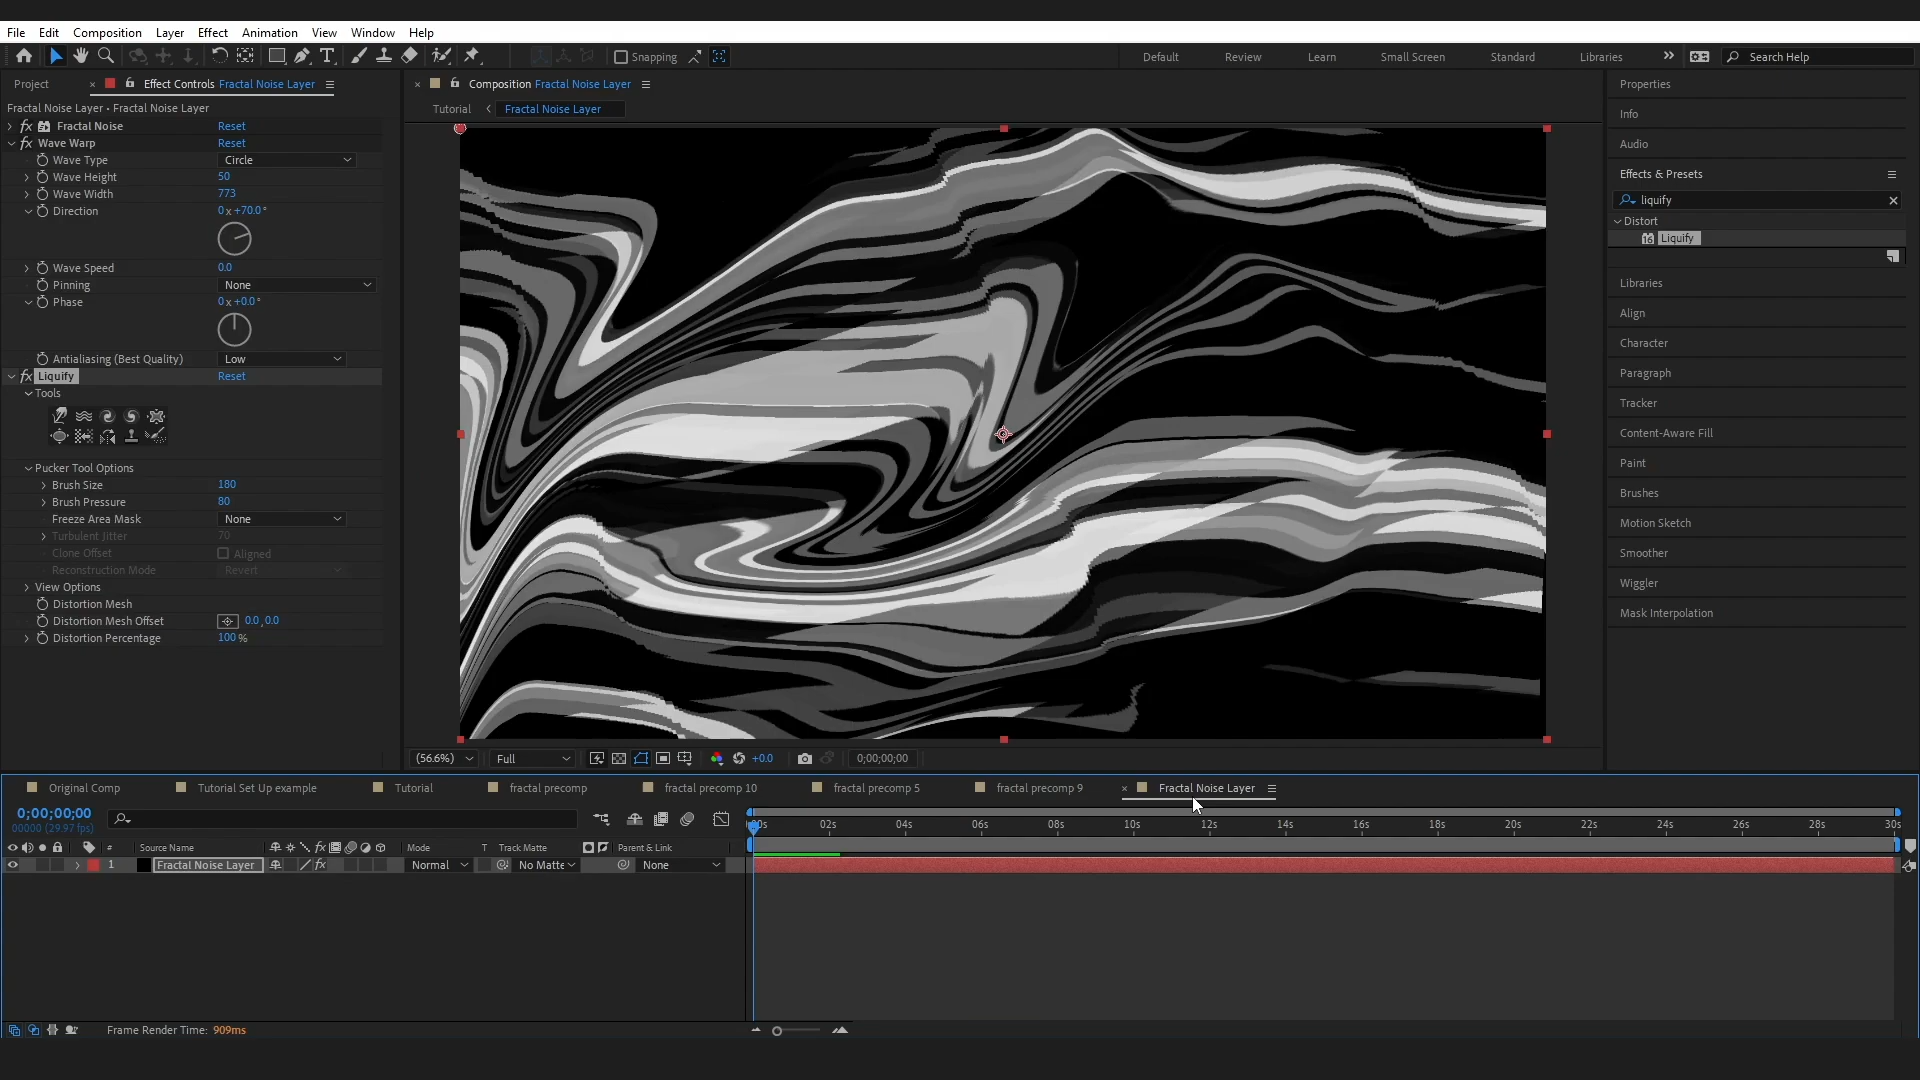 File Edit Composition Layer Effect Animation View Window Help
Snapping
Default Review Learn Small Screen Standard Libraries Search Help
Project Effect Controls Fractal Noise Layer
Fractal Noise Layer • Fractal Noise Layer
fx Fractal Noise Reset
fx Wave Warp Reset
Wave Type Circle
Wave Height 50
Wave Width 773
Direction 0x+70.0°
Wave Speed 0.0
Pinning None
Phase 0x+0.0°
Antialiasing (Best Quality) Low
fx Liquify Reset
Tools
Pucker Tool Options
Brush Size 180
Brush Pressure 80
Freeze Area Mask None
Turbulent Jitter 70
Clone Offset Aligned
Reconstruction Mode Revert
View Options
Distortion Mesh
Distortion Mesh Offset 0.0,0.0
Distortion Percentage 100%
Composition Fractal Noise Layer
Tutorial Fractal Noise Layer
(56.6%) Full +0.0 0;00;00;00
Properties
Info
Audio
Effects & Presets
liquify
Distort
16 Liquify
Libraries
Align
Character
Paragraph
Tracker
Content-Aware Fill
Paint
Brushes
Motion Sketch
Smoother
Wiggler
Mask Interpolation
Original Comp Tutorial Set Up example Tutorial fractal precomp fractal precomp 10 fractal precomp 5 fractal precomp 9 Fractal Noise Layer
0;00;00;00
00000 (29.97 fps)
02s 04s 06s 08s 10s 12s 14s 16s 18s 20s 22s 24s 26s 28s 30s
# Source Name fx Mode T Track Matte Parent & Link
1 Fractal Noise Layer fx Normal No Matte None
Frame Render Time: 909ms